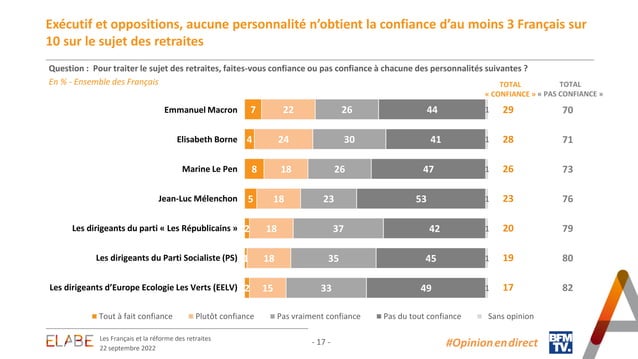 Exécutif et oppositions, aucune personnalité n’obtient la confiance d’au moins 3 Français sur
10 sur le sujet des retraites
Question : Pour traiter le sujet des retraites, faites-vous confiance ou pas confiance à chacune des personnalités suivantes ?
En % - Ensemble des Français
TOTAL TOTAL
« CONFIANCE » « PAS CONFIANCE »
Emmanuel Macron 7 22 26 44 1 29 70
Elisabeth Borne 4 24 30 41 1 28 71
Marine Le Pen 8 18 26 47 1 26 73
Jean-Luc Mélenchon 5 18 23 53 1 23 76
Les dirigeants du parti « Les Républicains » 2 18 37 42 1 20 79
Les dirigeants du Parti Socialiste (PS) 1 18 35 45 1 19 80
Les dirigeants d’Europe Ecologie Les Verts (EELV) 2 15 33 49 1 17 82
Tout à fait confiance Plutôt confiance Pas vraiment confiance Pas du tout confiance Sans opinion
ELABE
Les Français et la réforme des retraites
22 septembre 2022
- 17 -
#Opinionendirect
BFM
TV.